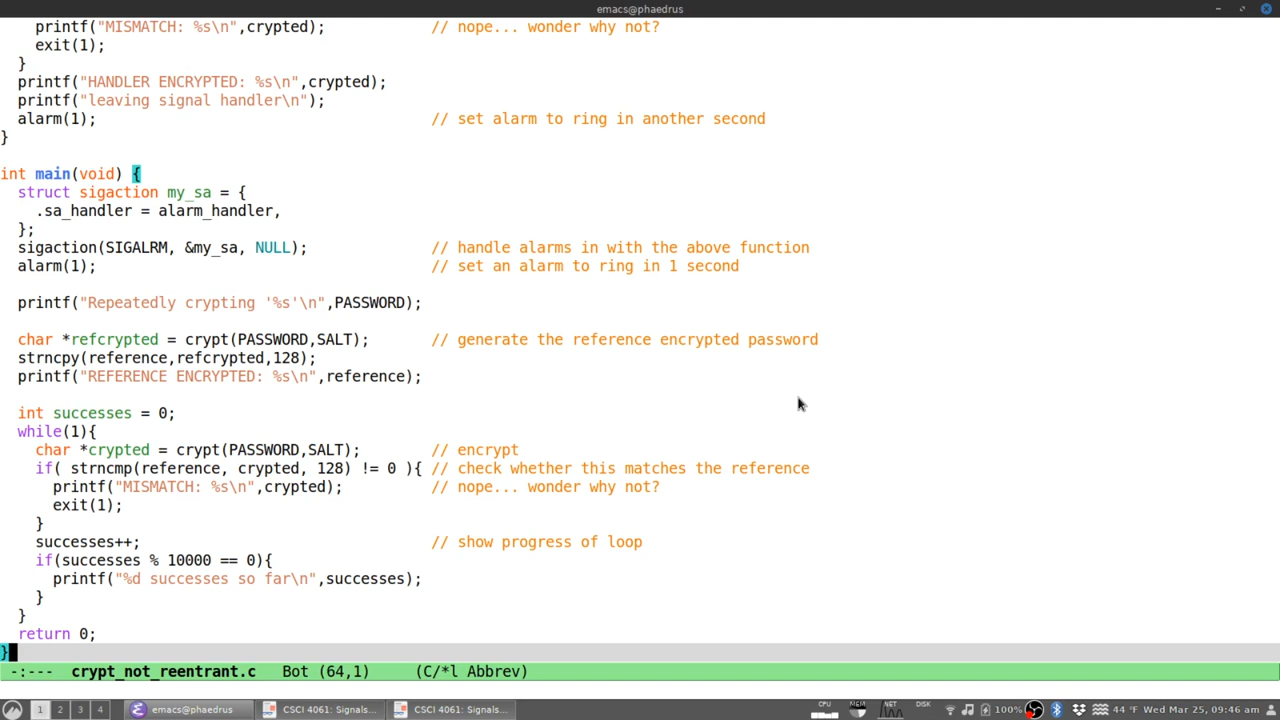 emacs@phaedrus
    printf("MISMATCH: %s\n",crypted);            // nope... wonder why not?
    exit(1);
  }
  printf("HANDLER ENCRYPTED: %s\n",crypted);
  printf("leaving signal handler\n");
  alarm(1);                                      // set alarm to ring in another second
}
int main(void) {
  struct sigaction my_sa = {
    .sa_handler = alarm_handler,
  };
  sigaction(SIGALRM, &my_sa, NULL);              // handle alarms in with the above function
  alarm(1);                                      // set an alarm to ring in 1 second
  printf("Repeatedly crypting '%s'\n",PASSWORD);
  char *refcrypted = crypt(PASSWORD,SALT);       // generate the reference encrypted password
  strncpy(reference,refcrypted,128);
  printf("REFERENCE ENCRYPTED: %s\n",reference);
  int successes = 0;
  while(1){
    char *crypted = crypt(PASSWORD,SALT);        // encrypt
    if( strncmp(reference, crypted, 128) != 0 ){ // check whether this matches the reference
      printf("MISMATCH: %s\n",crypted);          // nope... wonder why not?
      exit(1);
    }
    successes++;                                 // show progress of loop
    if(successes % 10000 == 0){
      printf("%d successes so far\n",successes);
    }
  }
  return 0;
}
-:---  crypt_not_reentrant.c   Bot (64,1)     (C/*l Abbrev)
1 2 3 4 emacs@phaedrus CSCI 4061: Signals... CSCI 4061: Signals... CPU MEM NET DISK 100% 44 °F Wed Mar 25, 09:46 am